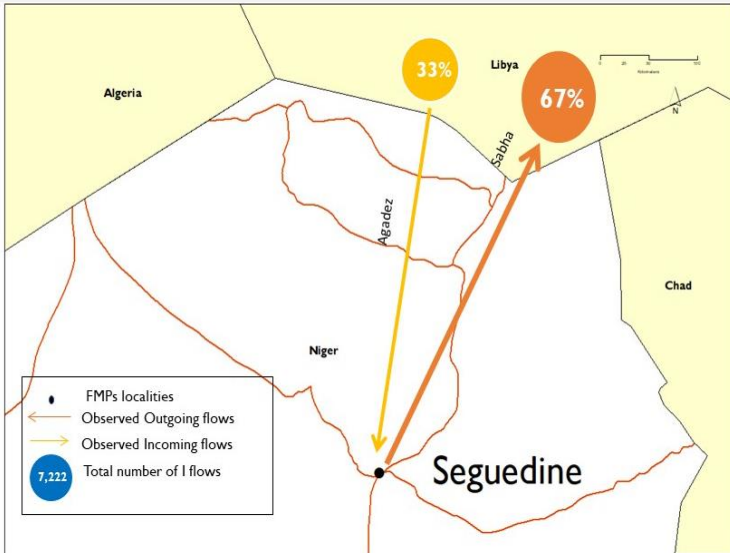 Algeria
33%
Libya
67%
N
Sabha
Agadez
Chad
Niger
FMPs localities
Observed Outgoing flows
Observed Incoming flows
7,222
Total number of I flows
Seguedine